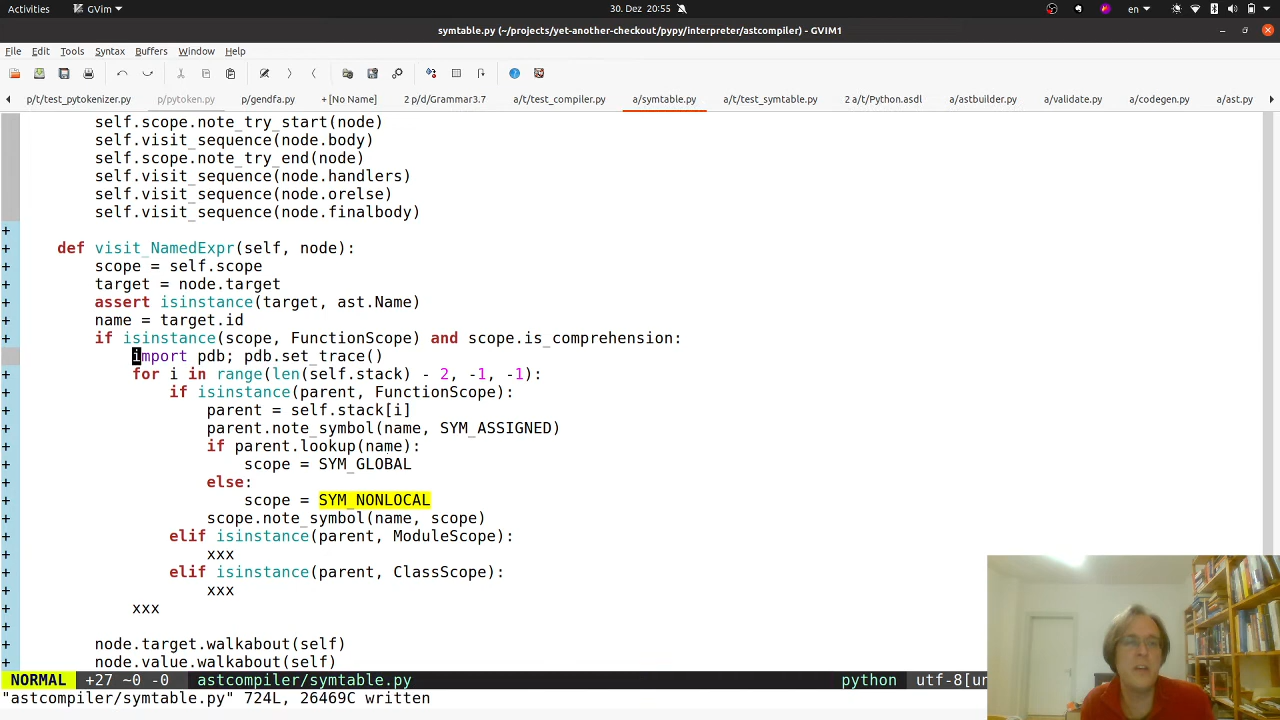 Activities GVim 30. Dez 20:55 en
symtable.py (~/projects/yet-another-checkout/pypy/interpreter/astcompiler) - GVIM1
File Edit Tools Syntax Buffers Window Help
p/t/test_pytokenizer.py p/pytoken.py p/gendfa.py + [No Name] 2 p/d/Grammar3.7 a/t/test_compiler.py a/symtable.py a/t/test_symtable.py 2 a/t/Python.asdl a/astbuilder.py a/validate.py a/codegen.py a/ast.py
self.scope.note_try_start(node)
self.visit_sequence(node.body)
self.scope.note_try_end(node)
self.visit_sequence(node.handlers)
self.visit_sequence(node.orelse)
self.visit_sequence(node.finalbody)
+
+ def visit_NamedExpr(self, node):
+ scope = self.scope
+ target = node.target
+ assert isinstance(target, ast.Name)
+ name = target.id
+ if isinstance(scope, FunctionScope) and scope.is_comprehension:
import pdb; pdb.set_trace()
+ for i in range(len(self.stack) - 2, -1, -1):
+ if isinstance(parent, FunctionScope):
+ parent = self.stack[i]
+ parent.note_symbol(name, SYM_ASSIGNED)
+ if parent.lookup(name):
+ scope = SYM_GLOBAL
+ else:
+ scope = SYM_NONLOCAL
+ scope.note_symbol(name, scope)
+ elif isinstance(parent, ModuleScope):
+ xxx
+ elif isinstance(parent, ClassScope):
+ xxx
+ xxx
+
+ node.target.walkabout(self)
+ node.value.walkabout(self)
NORMAL +27 ~0 -0 astcompiler/symtable.py python utf-8[un
"astcompiler/symtable.py" 724L, 26469C written